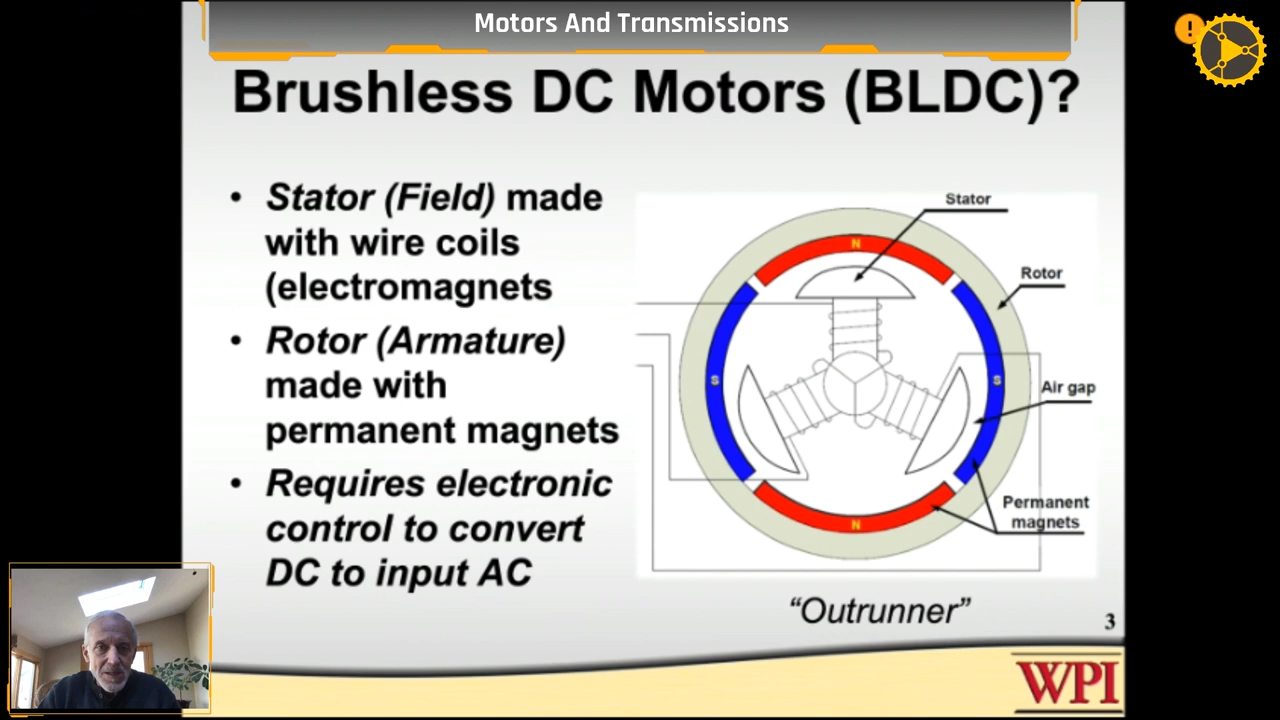 Motors And Transmissions
!
Brushless DC Motors (BLDC)?
• Stator (Field) made
with wire coils
(electromagnets
• Rotor (Armature)
made with
permanent magnets
• Requires electronic
control to convert
DC to input AC
Stator
Rotor
Air gap
Permanent
magnets
N
S
S
N
“Outrunner”
3
WPI